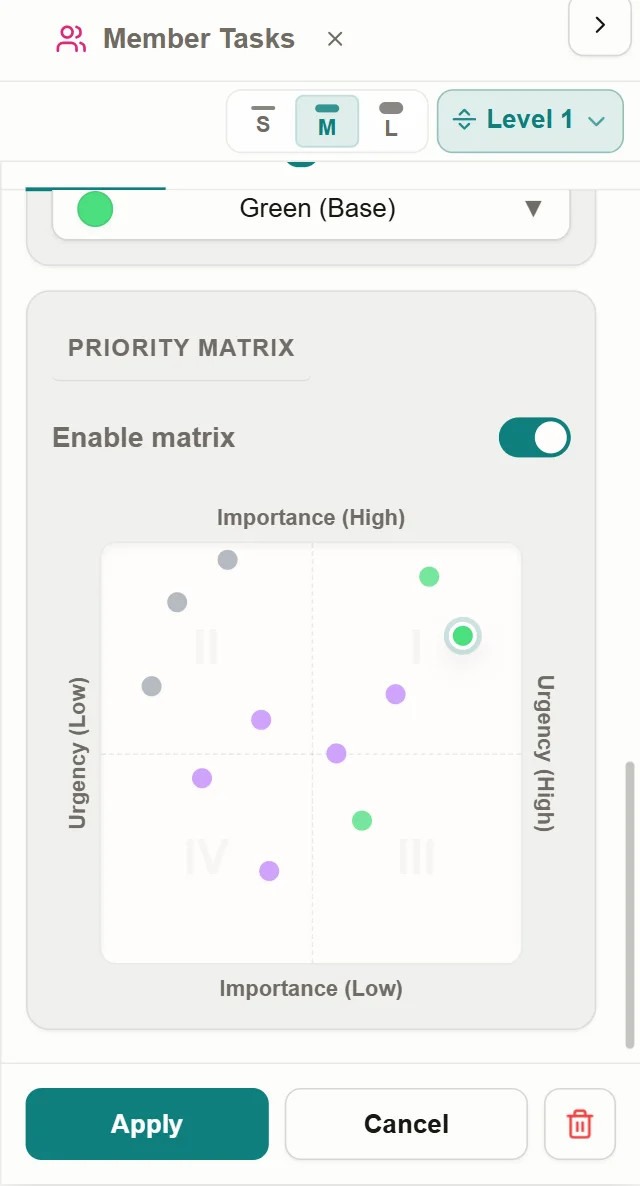 Member Tasks
S
M
L
Level 1
Green (Base)
PRIORITY MATRIX
Enable matrix
Importance (High)
II
I
Urgency (Low)
Urgency (High)
IV
III
Importance (Low)
Apply
Cancel